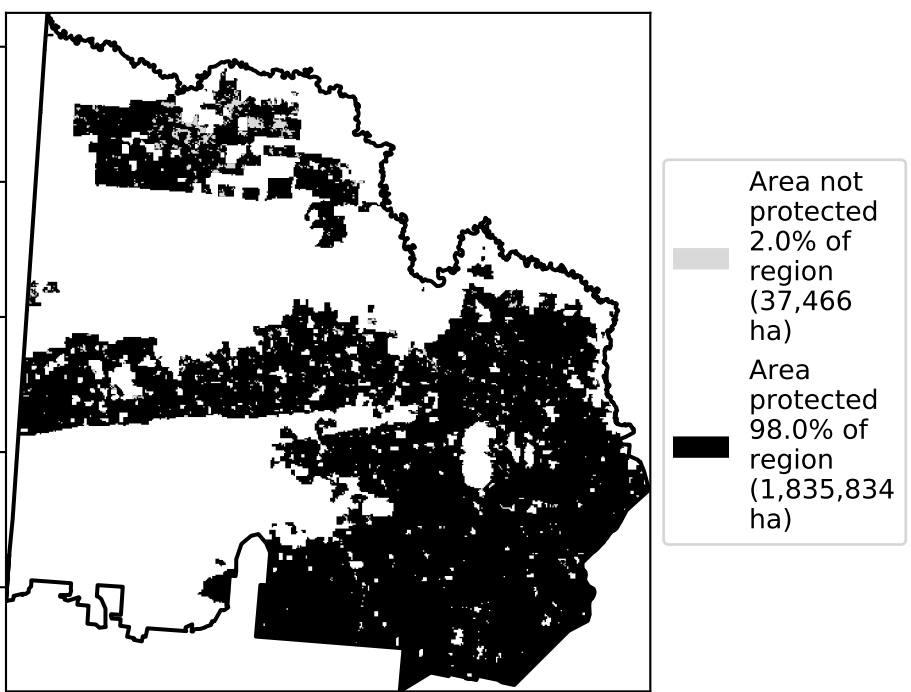 Area not
protected
2.0% of
region
(37,466
ha)
Area
protected
98.0% of
region
(1,835,834
ha)